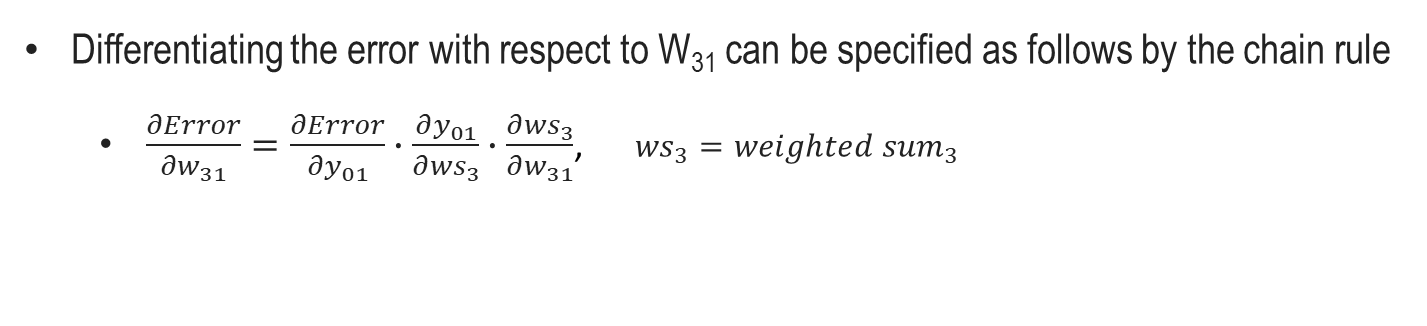 • Differentiating the error with respect to W₃₁ can be specified as follows by the chain rule
• ∂Error/∂w₃₁ = ∂Error/∂y₀₁ · ∂y₀₁/∂ws₃ · ∂ws₃/∂w₃₁, ws₃ = weighted sum₃